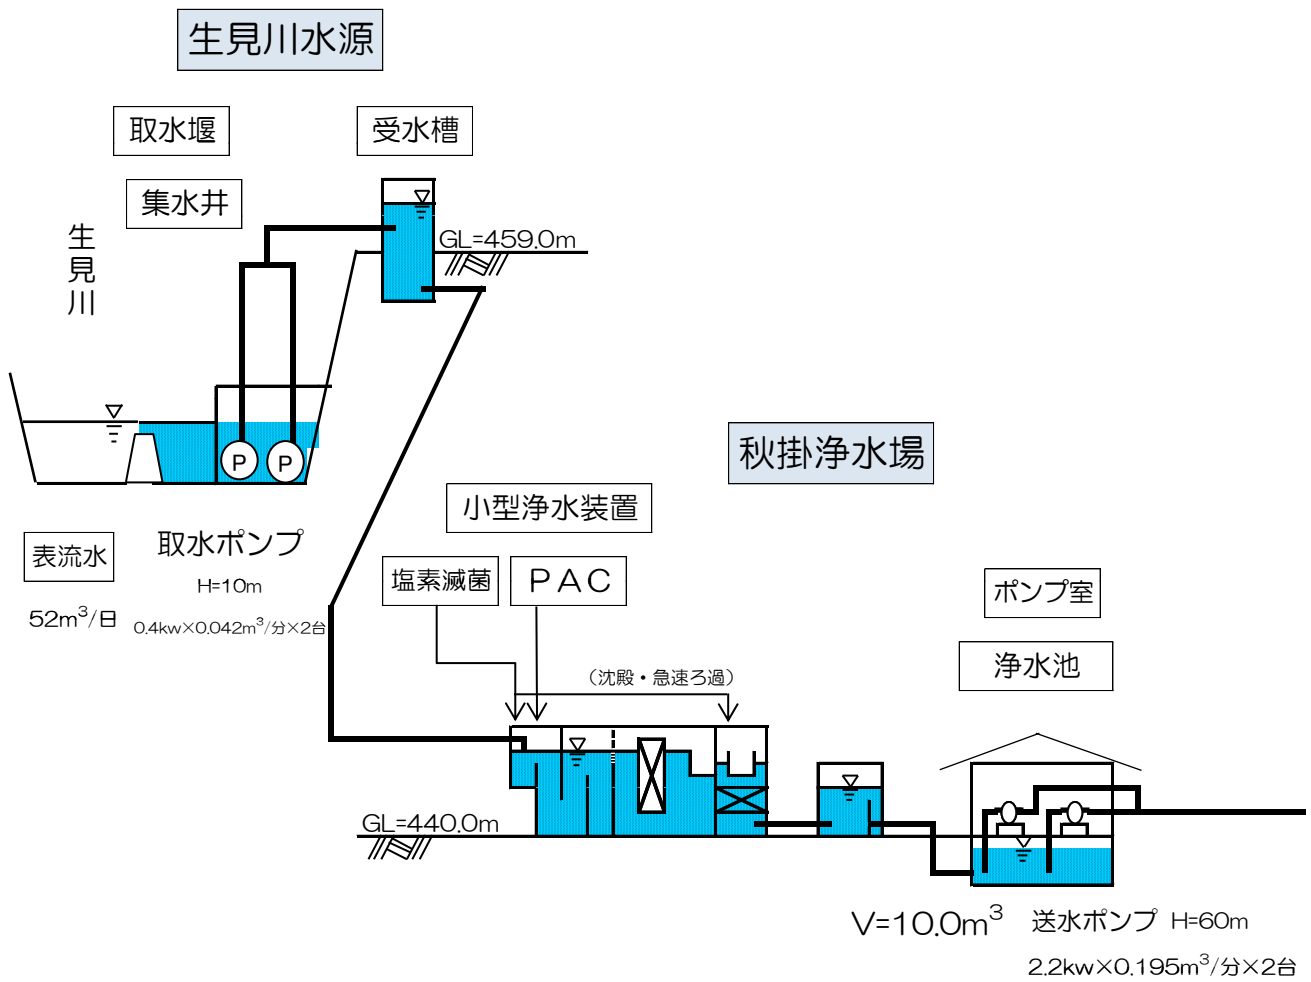 生見川水源
取水堰
受水槽
集水井
生見川
GL=459.0m
P
P
秋掛浄水場
小型浄水装置
表流水
取水ポンプ
塩素滅菌
PAC
H=10m
ポンプ室
52m³/日
0.4kw×0.042m³/分×2台
浄水池
(沈殿・急速ろ過)
GL=440.0m
V=10.0m³
送水ポンプ H=60m
2.2kw×0.195m³/分×2台